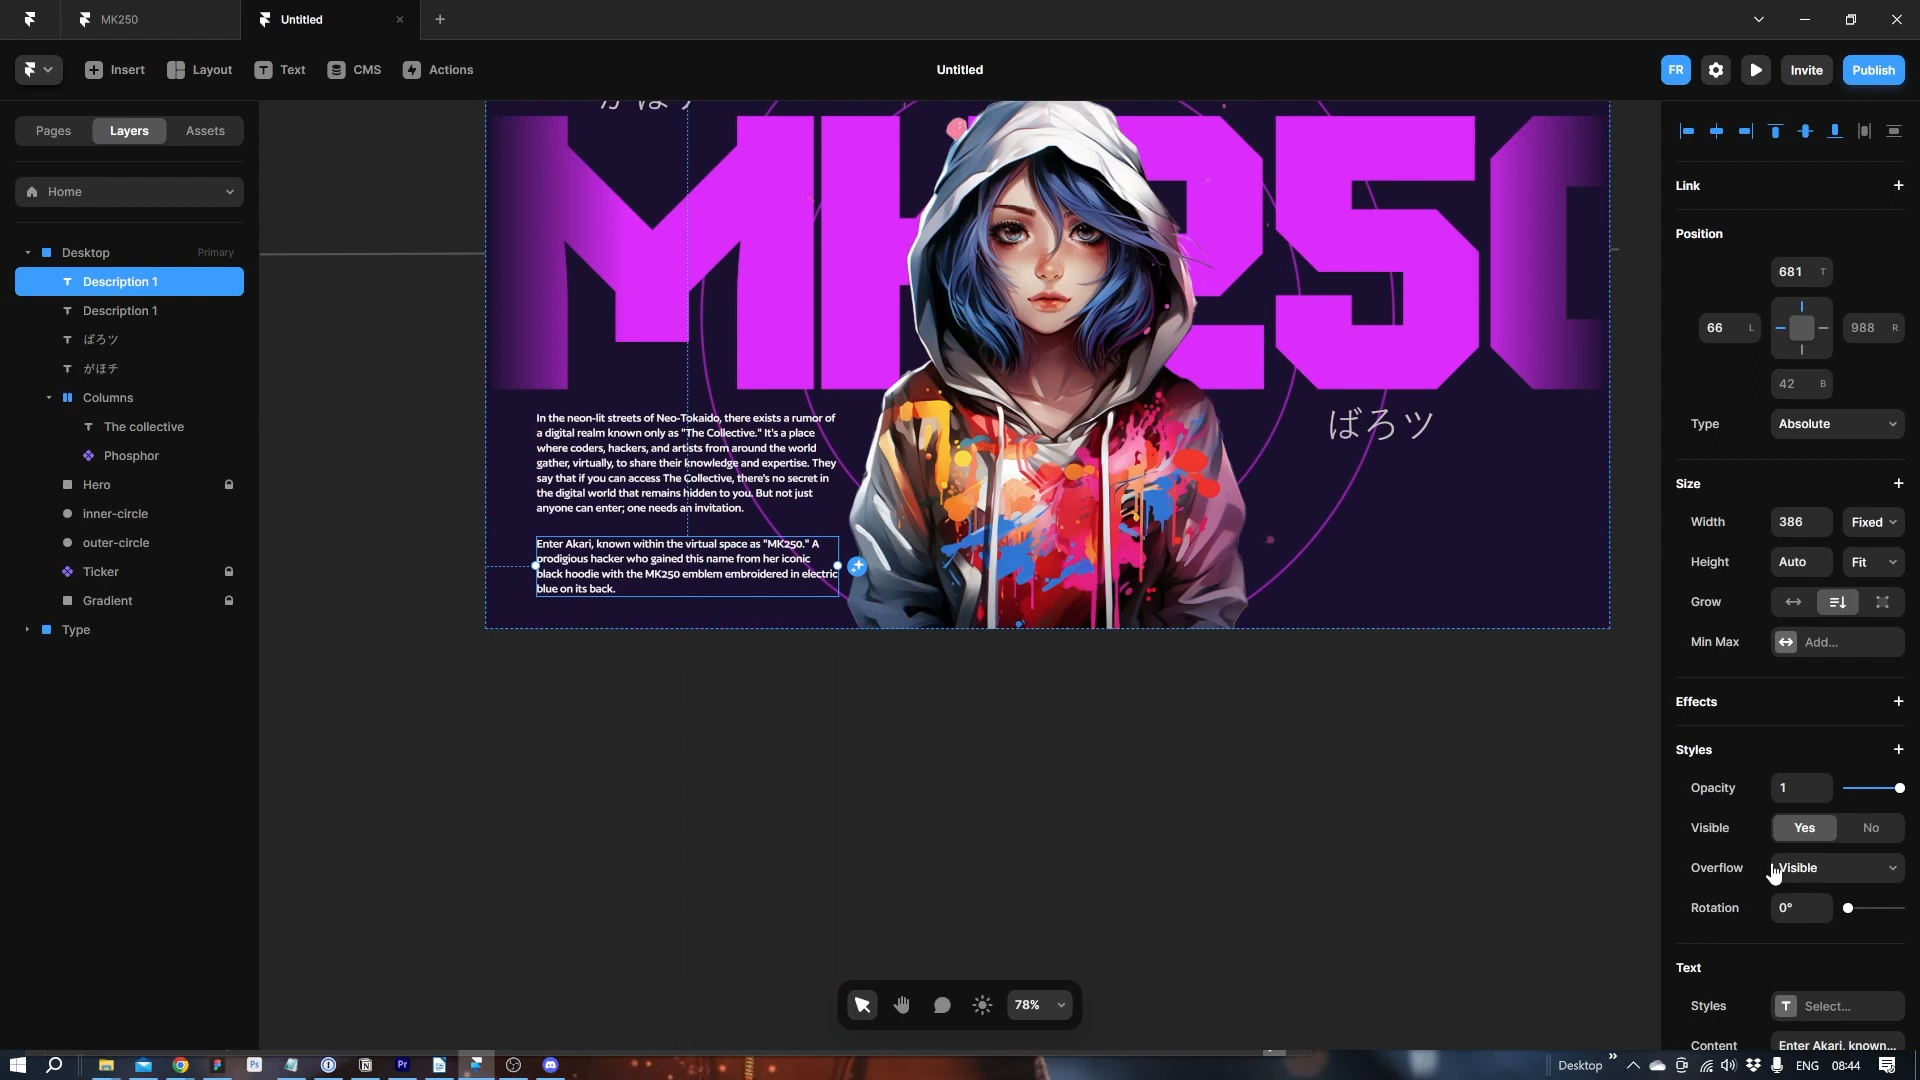 MK250
Untitled
Insert
Layout
Text
CMS
Actions
Untitled
FR
Invite
Publish
Pages
Layers
Assets
Home
Desktop
Primary
Description 1
Description 1
ばろツ
がほチ
Columns
The collective
Phosphor
Hero
inner-circle
outer-circle
Ticker
Gradient
Type
MK250
ばろツ
In the neon-lit streets of Neo-Tokaido, there exists a rumor of
a digital realm known only as "The Collective." It's a place
where coders, hackers, and artists from around the world
gather, virtually, to share their knowledge and expertise. They
say that if you can access The Collective, there's no secret in
the digital world that remains hidden to you. But not just
anyone can enter; one needs an invitation.
Enter Akari, known within the virtual space as "MK250." A
prodigious hacker who gained this name from her iconic
black hoodie with the MK250 emblem embroidered in electric
blue on its back.
78%
Link
Position
681 T
66 L
988 R
42 B
Type
Absolute
Size
Width
386
Fixed
Height
Auto
Fit
Grow
Min Max
Add...
Effects
Styles
Opacity
1
Visible
Yes
No
Overflow
Visible
Rotation
0°
Text
Styles
T
Select...
Content
Enter Akari, known...
Desktop
ENG
08:44